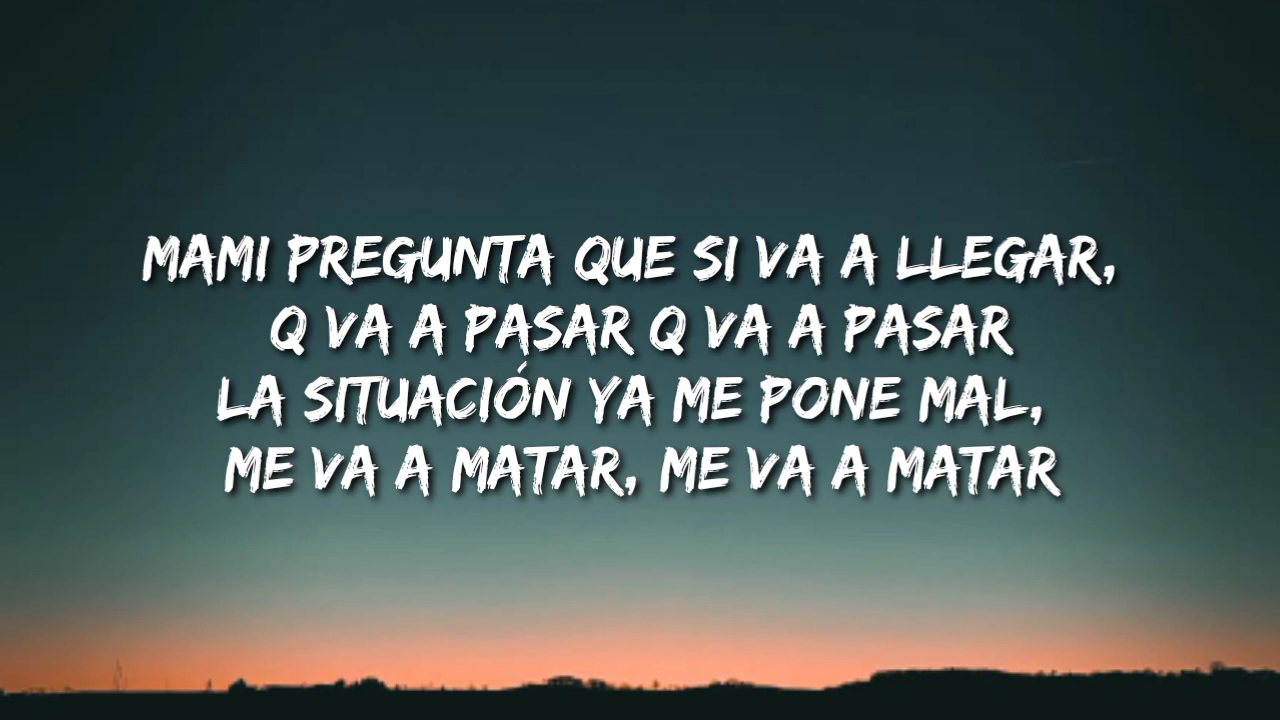 MAMI PREGUNTA QUE SI VA A LLEGAR,
Q VA A PASAR Q VA A PASAR
LA SITUACIÓN YA ME PONE MAL,
ME VA A MATAR, ME VA A MATAR